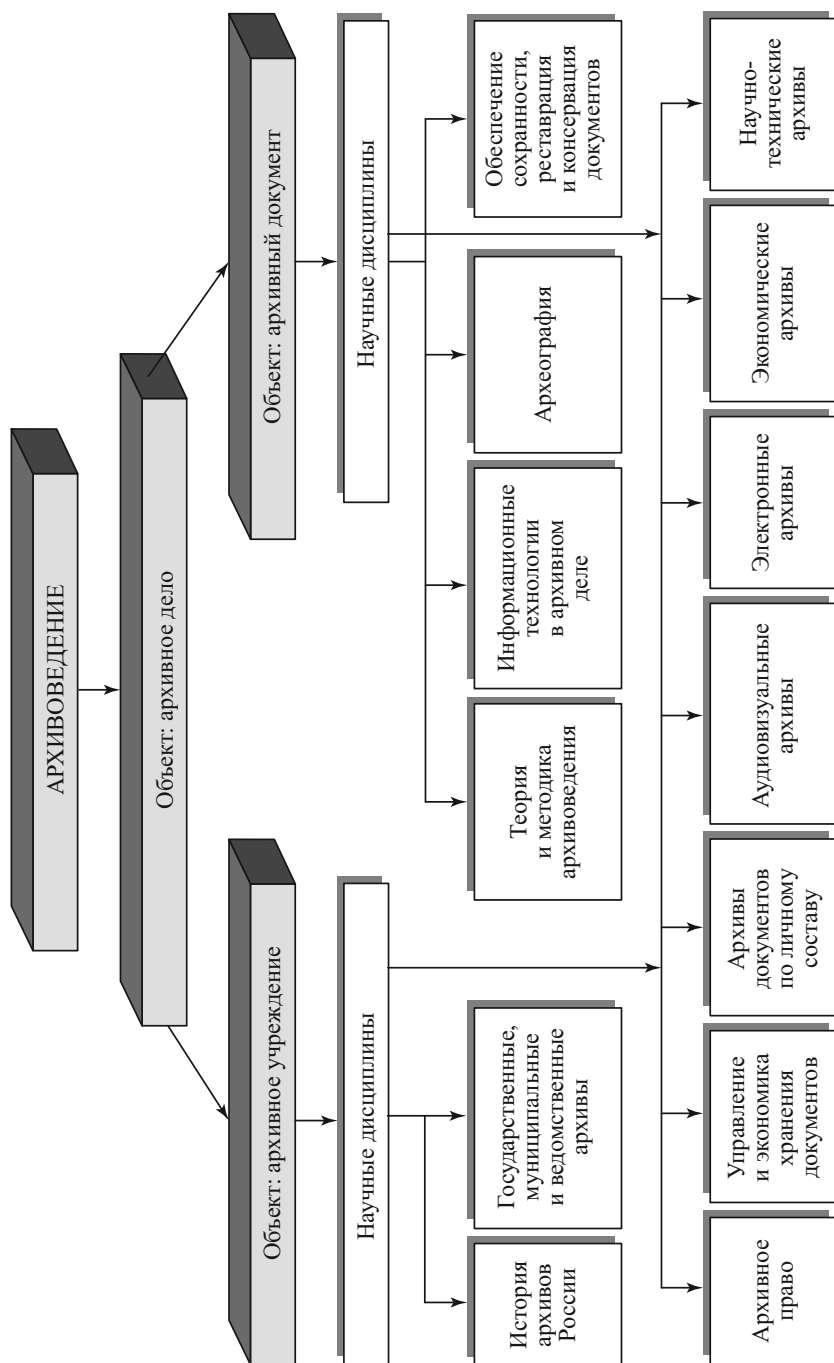 АРХИВОВЕДЕНИЕ
Объект: архивное дело
Объект: архивное учреждение
Объект: архивный документ
Научные дисциплины
Научные дисциплины
История
архивов
России
Государственные,
муниципальные
и ведомственные
архивы
Теория
и методика
архивоведения
Информационные
технологии
в архивном
деле
Археография
Обеспечение
сохранности,
реставрация
и консервация
документов
Архивное
право
Управление
и экономика
хранения
документов
Архивы
документов
по личному
составу
Аудиовизуальные
архивы
Электронные
архивы
Экономические
архивы
Научно-
технические
архивы